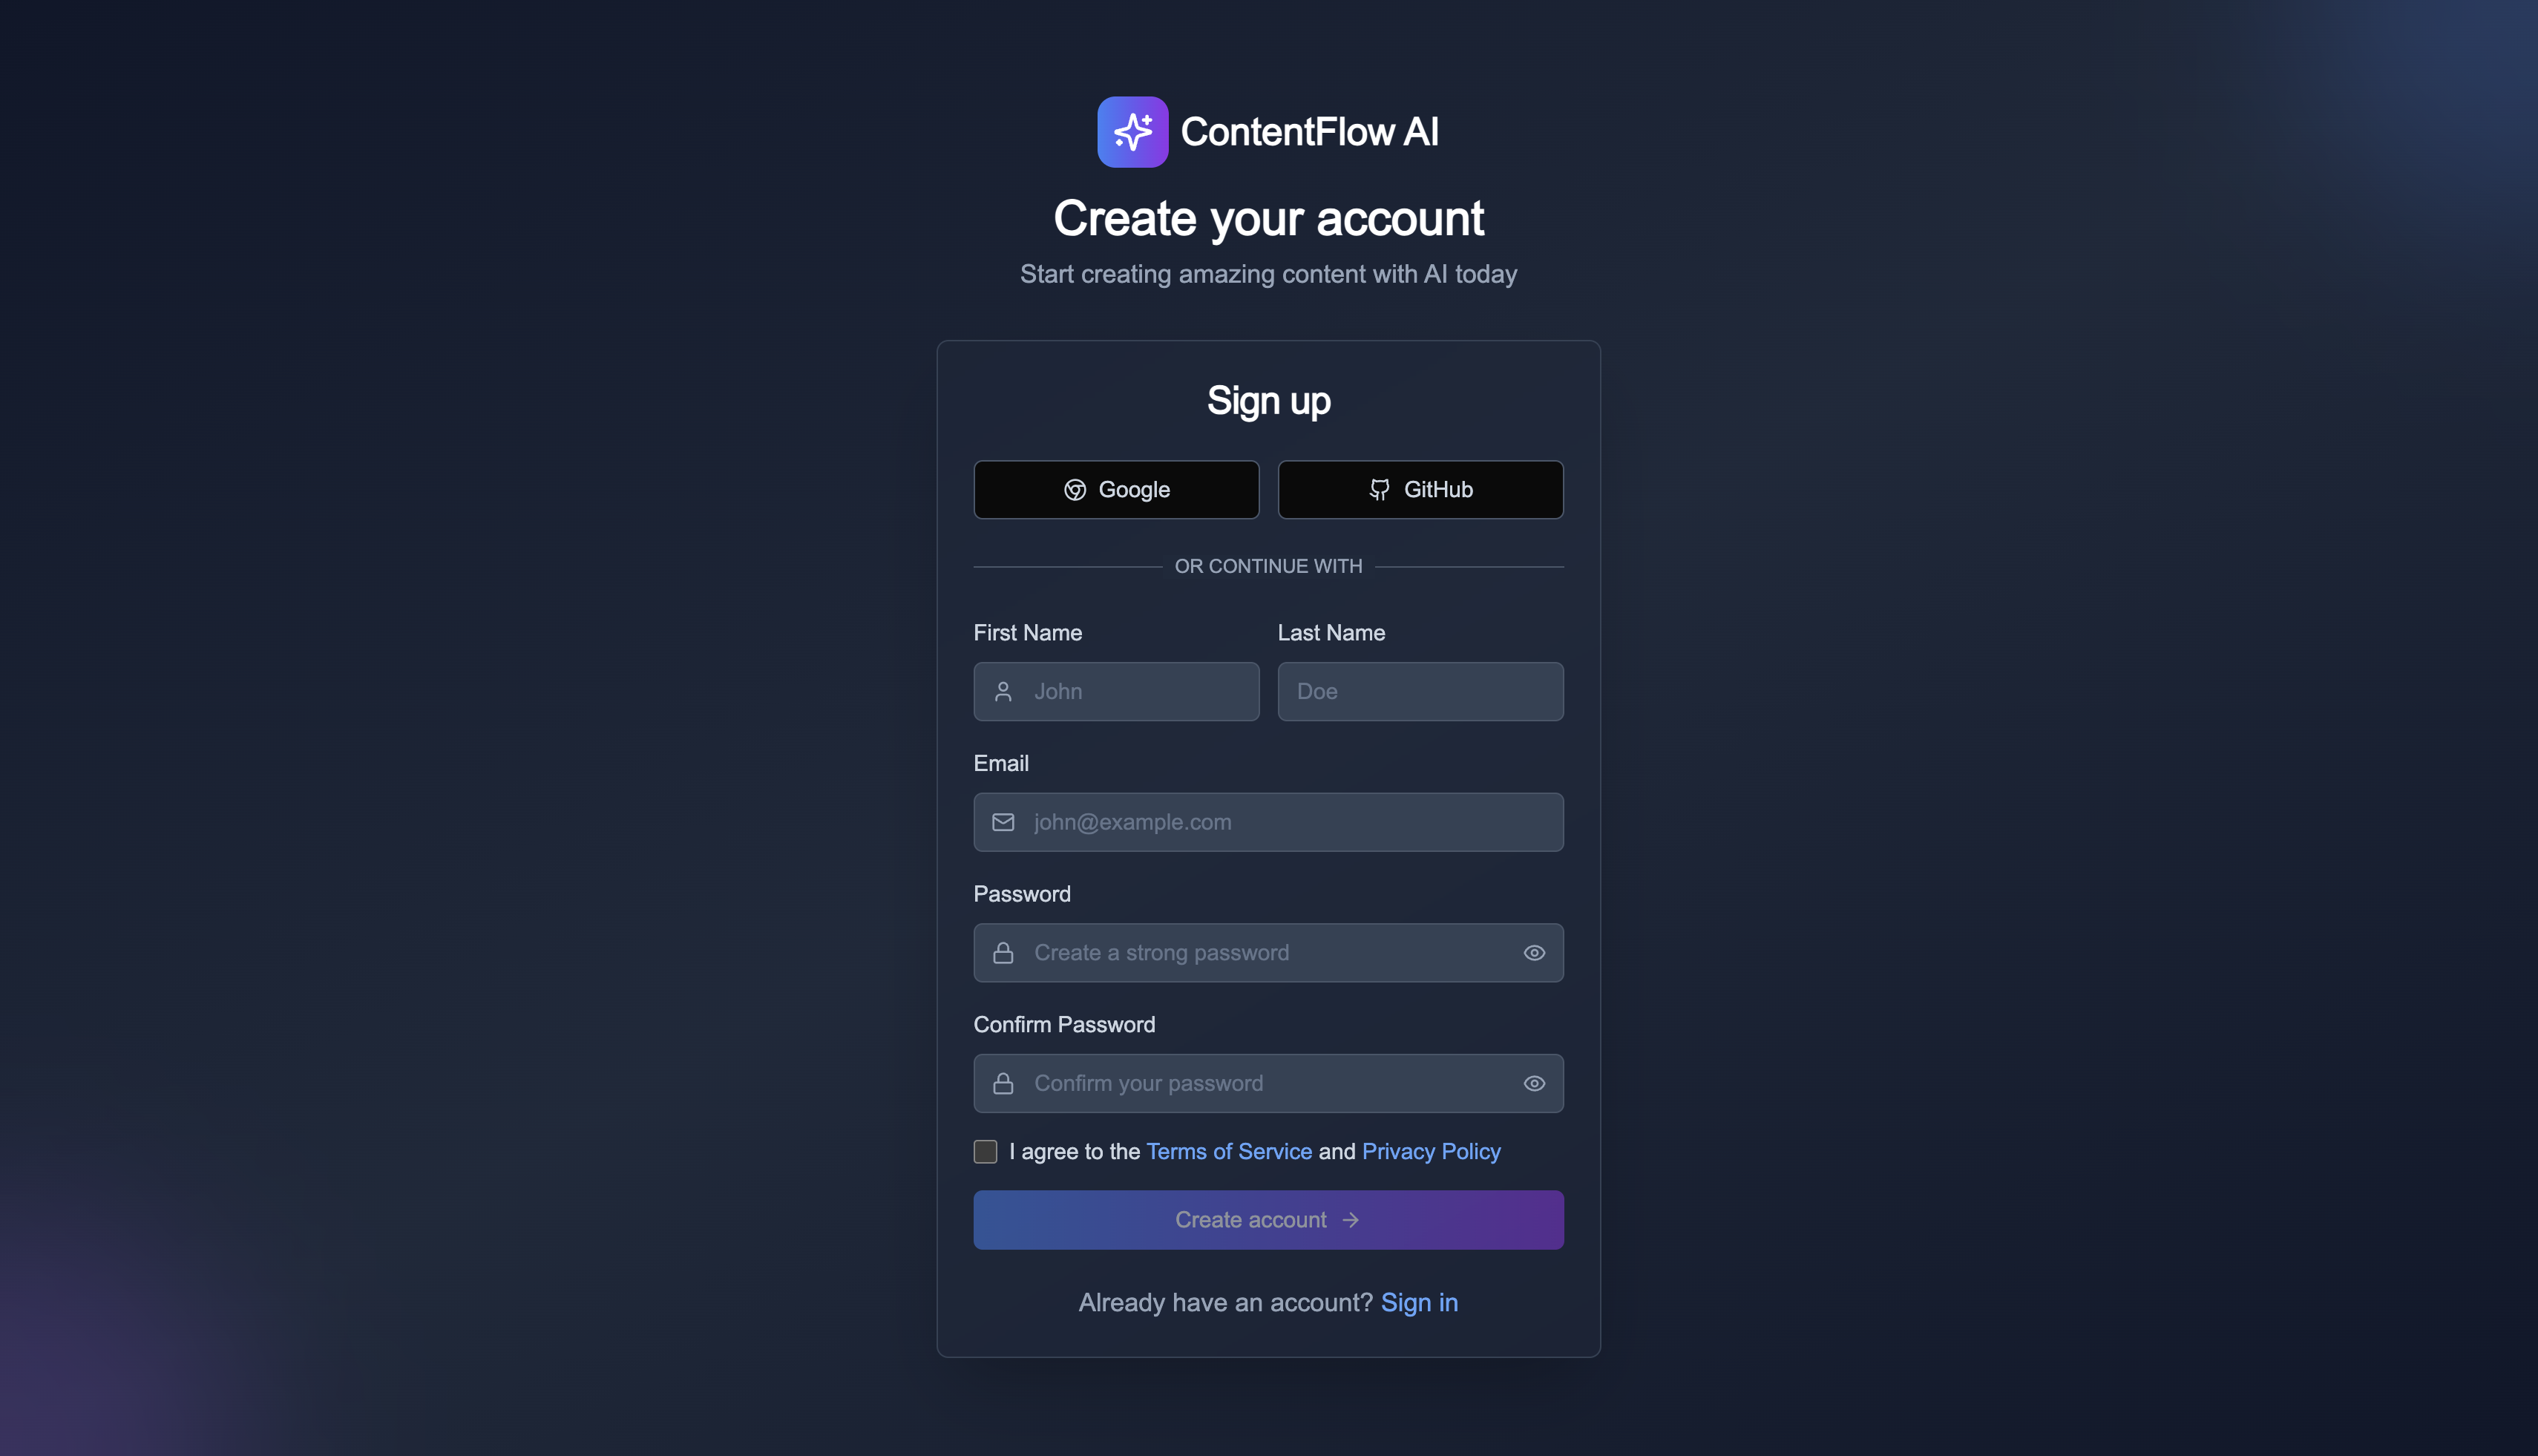 ContentFlow AI
Create your account
Start creating amazing content with AI today
Sign up
Google
GitHub
OR CONTINUE WITH
First Name
Last Name
John
Doe
Email
john@example.com
Password
Create a strong password
Confirm Password
Confirm your password
I agree to the Terms of Service and Privacy Policy
Create account
Already have an account? Sign in